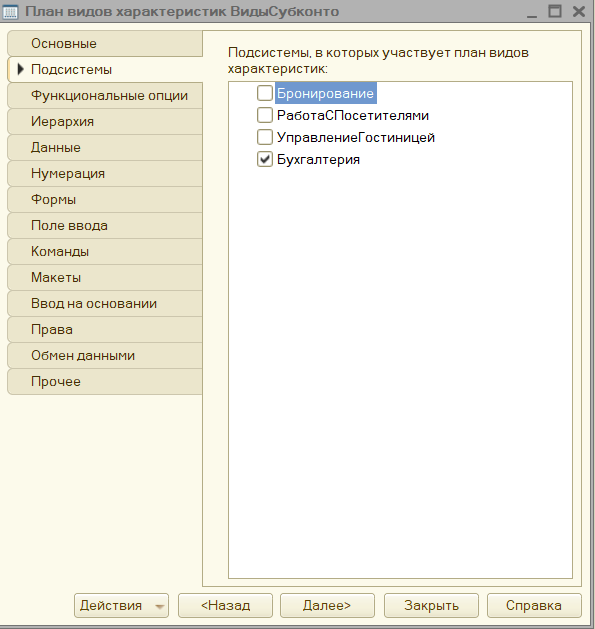 План видов характеристик ВидыСубконто
Основные
Подсистемы
Функциональные опции
Иерархия
Данные
Нумерация
Формы
Поле ввода
Команды
Макеты
Ввод на основании
Права
Обмен данными
Прочее
Подсистемы, в которых участвует план видов
характеристик:
Бронирование
РаботаСПосетителями
УправлениеГостиницей
Бухгалтерия
Действия
<Назад
Далее>
Закрыть
Справка